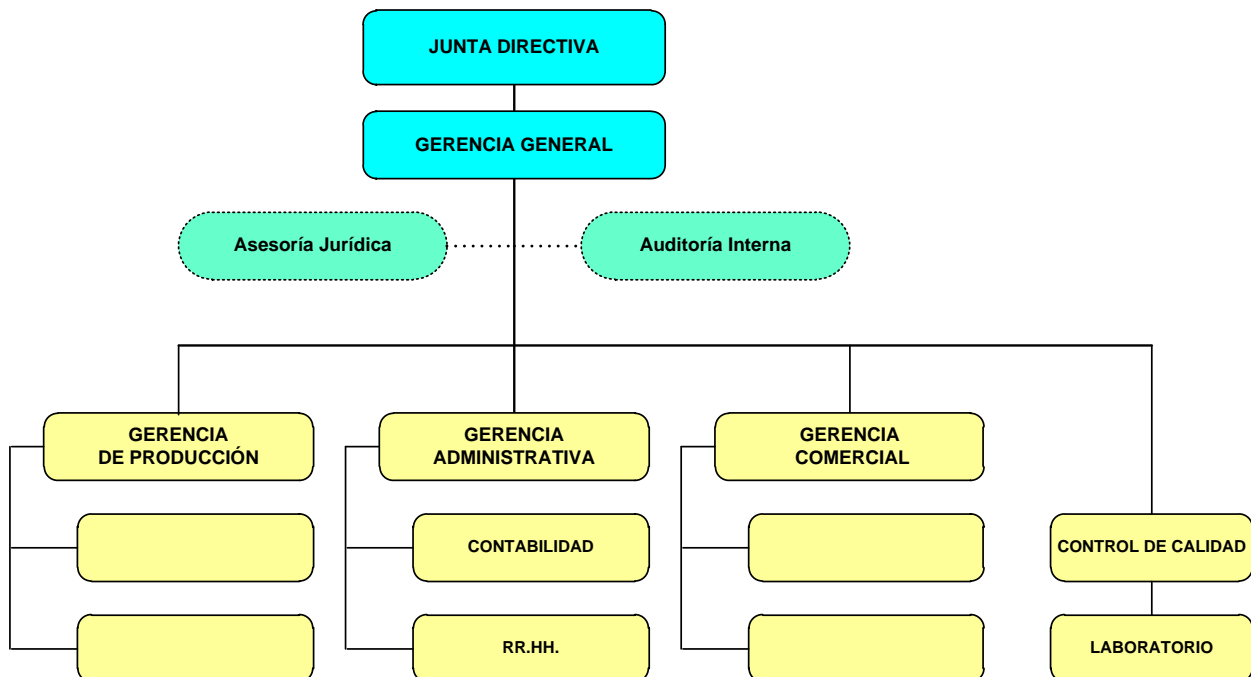 JUNTA DIRECTIVA
GERENCIA GENERAL
Asesoría Jurídica
Auditoría Interna
GERENCIA
DE PRODUCCIÓN
GERENCIA
ADMINISTRATIVA
GERENCIA
COMERCIAL
CONTABILIDAD
CONTROL DE CALIDAD
RR.HH.
LABORATORIO